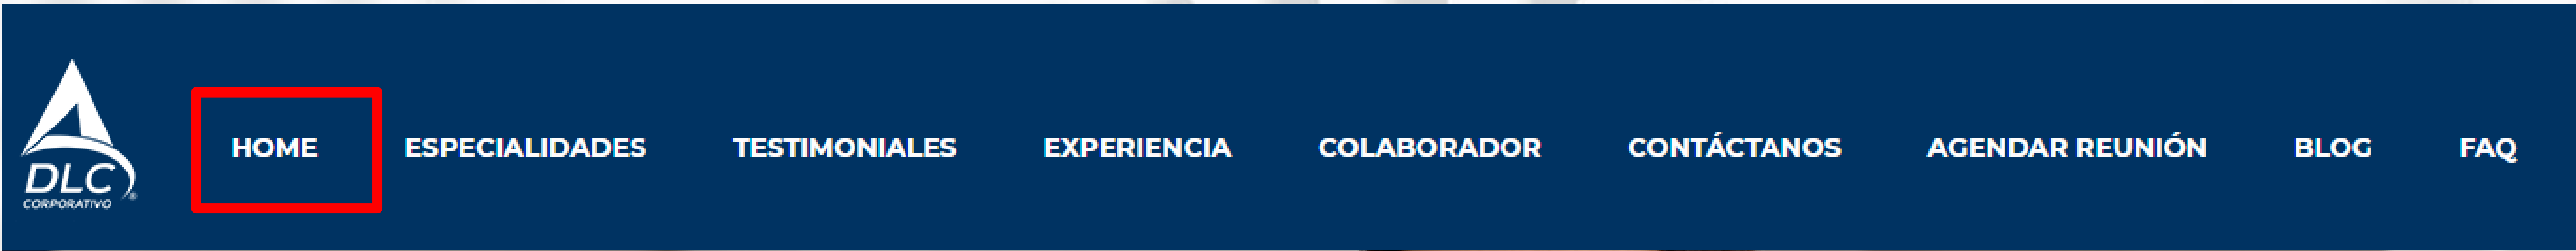 DLC
CORPORATIVO
HOME ESPECIALIDADES TESTIMONIALES EXPERIENCIA COLABORADOR CONTÁCTANOS AGENDAR REUNIÓN BLOG FAQ